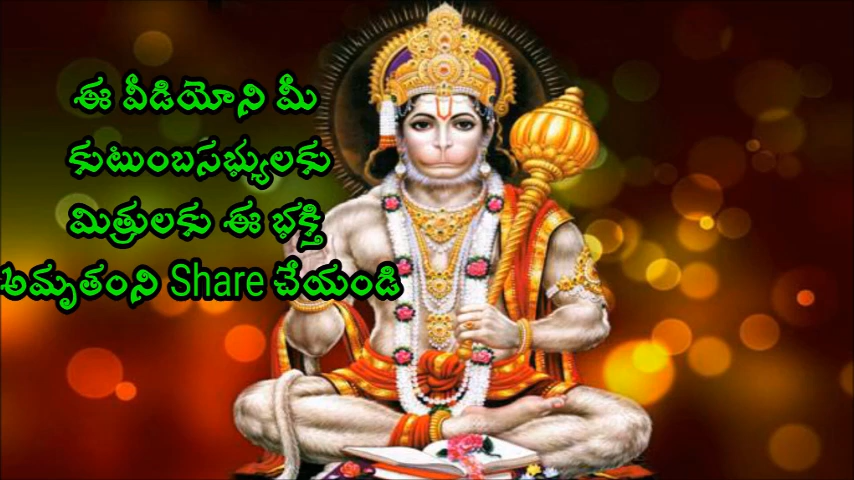 ఈ వీడియోని మీ
కుటుంబసభ్యులకు
మిత్రులకు ఈ భక్తి
అమృతంని Share చేయండి